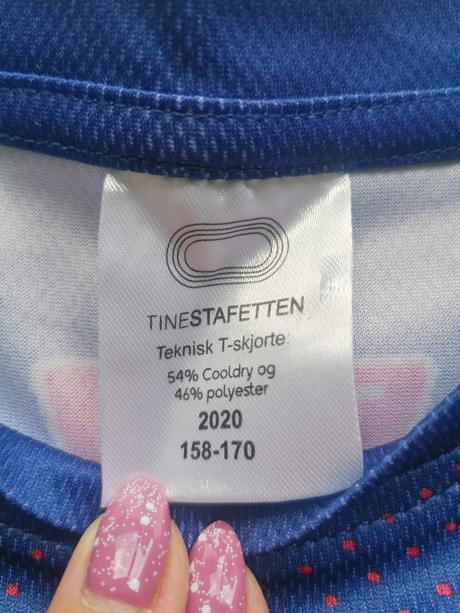 TINESTAFETTEN
Teknisk T-skjorte:
54% Cooldry og
46% polyester
2020
158-170